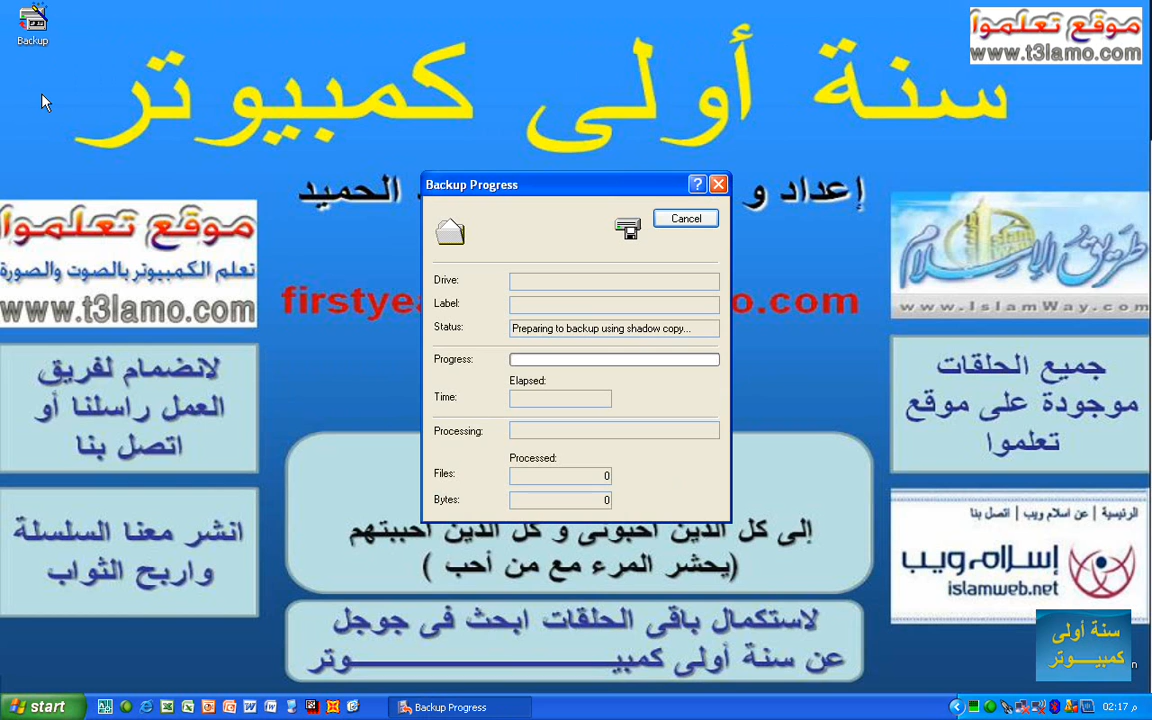 Backup
موقع تعلموا
www.t3lamo.com
سنة أولى كمبيوتر
إعداد و
د الحميد
Backup Progress
Cancel
Drive:
Label:
Status: Preparing to backup using shadow copy...
Progress:
Elapsed:
Time:
Processing:
Processed:
Files: 0
Bytes: 0
موقع تعلموا
تعلم الكمبيوتر بالصوت والصورة
www.t3lamo.com
firstye
mo.com
طريق الإسلام
www.IslamWay.com
لانضمام لفريق
العمل راسلنا أو
اتصل بنا
جميع الحلقات
موجودة على موقع
تعلموا
انشر معنا السلسلة
واربح الثواب
إلى كل الذين أحبونى و كل الذين أحببتهم
(يحشر المرء مع من أحب )
الرئيسية | عن اسلام ويب | اتصل بنا
إسلام ويب
islamweb.net
لاستكمال باقى الحلقات ابحث فى جوجل
عن سنة أولى كمبيــــــــــــــــــــوتر
سنة أولى
كمبيـــوتر
start
Backup Progress
02:17 م